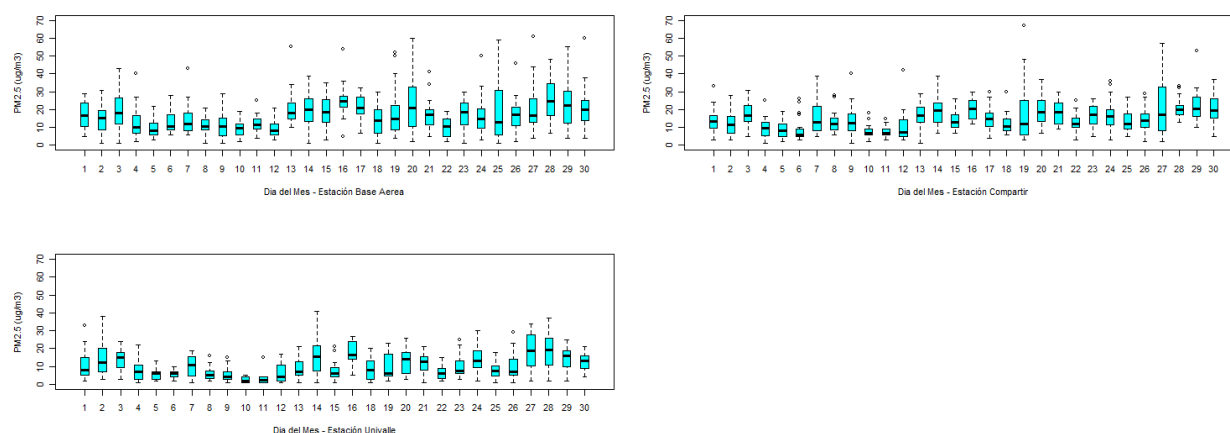 PM2.5 (ug/m3)
70
60
50
40
30
20
10
0
1 2 3 4 5 6 7 8 9 10 11 12 13 14 15 16 17 18 19 20 21 22 23 24 25 26 27 28 29 30
Dia del Mes - Estación Base Aerea
PM2.5 (ug/m3)
70
60
50
40
30
20
10
0
1 2 3 4 5 6 7 8 9 10 11 12 13 14 15 16 17 18 19 20 21 22 23 24 25 26 27 28 29 30
Dia del Mes - Estación Compartir
PM2.5 (ug/m3)
70
60
50
40
30
20
10
0
1 2 3 4 5 6 7 8 9 10 11 12 13 14 15 16 17 18 19 20 21 22 23 24 25 26 27 28 29 30
Dia del Mes - Estación Univalle